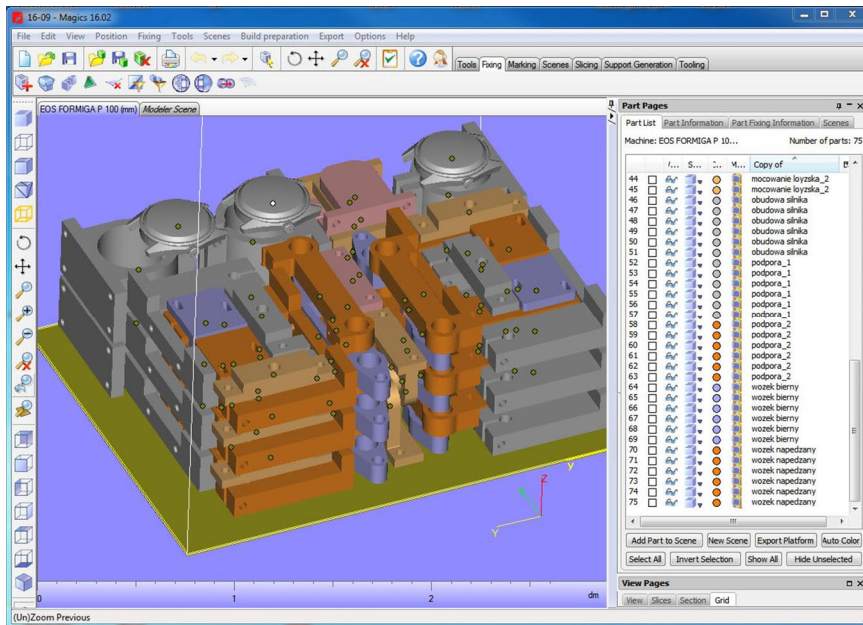 16-09 - Magics 16.02
File Edit View Position Fixing Tools Scenes Build preparation Export Options Help
Tools Fixing Marking Scenes Slicing Support Generation Tooling
EOS FORMIGA P 100 (mm) Modeler Scene
Part Pages
Part List Part Information Part Fixing Information Scenes
Machine: EOS FORMIGA P 10... Number of parts: 75
S... M... Copy of
44 mocowanie loyzska_2
45 mocowanie loyzska_2
46 obudowa silnika
47 obudowa silnika
48 obudowa silnika
49 obudowa silnika
50 obudowa silnika
51 obudowa silnika
52 podpora_1
53 podpora_1
54 podpora_1
55 podpora_1
56 podpora_1
57 podpora_1
58 podpora_2
59 podpora_2
60 podpora_2
61 podpora_2
62 podpora_2
63 podpora_2
64 wozek bierny
65 wozek bierny
66 wozek bierny
67 wozek bierny
68 wozek bierny
69 wozek bierny
70 wozek napedzany
71 wozek napedzany
72 wozek napedzany
73 wozek napedzany
74 wozek napedzany
75 wozek napedzany
y
Z
Y
Add Part to Scene New Scene Export Platform Auto Color
Select All Invert Selection Show All Hide Unselected
View Pages
View Slices Section Grid
0 1 2 dm
(Un)Zoom Previous